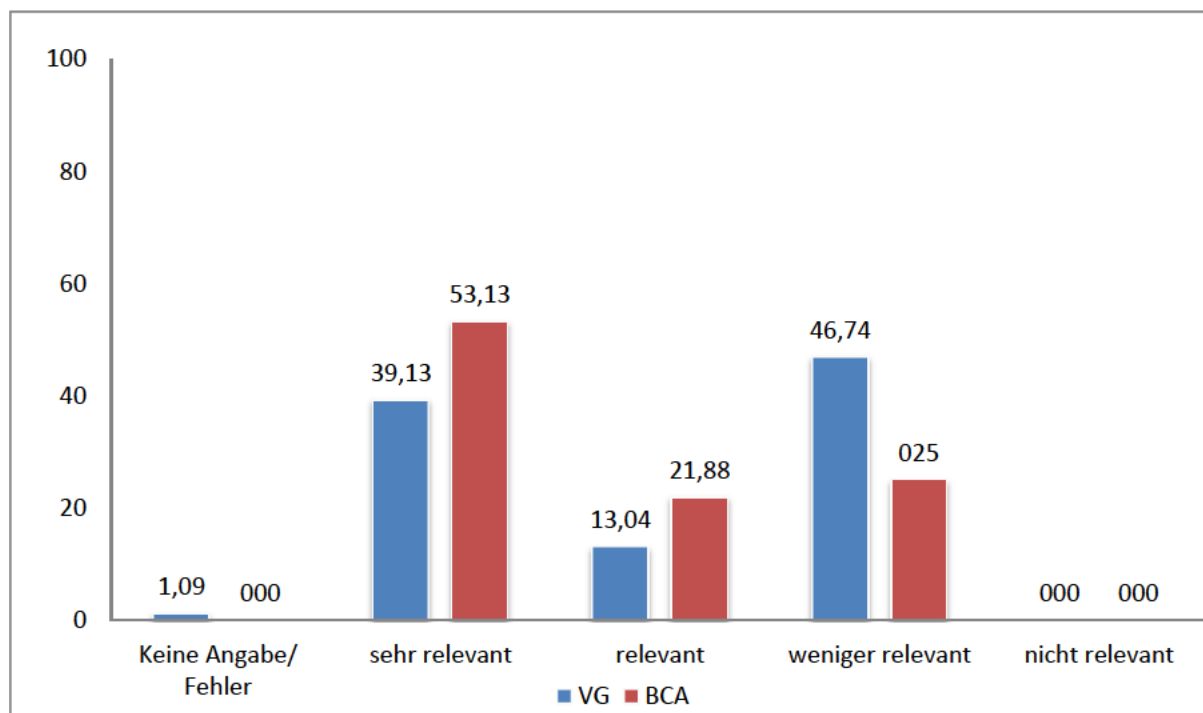 100
80
60
40
20
0
1,09
000
39,13
53,13
13,04
21,88
46,74
025
000
000
Keine Angabe/
Fehler
sehr relevant
relevant
weniger relevant
nicht relevant
VG
BCA